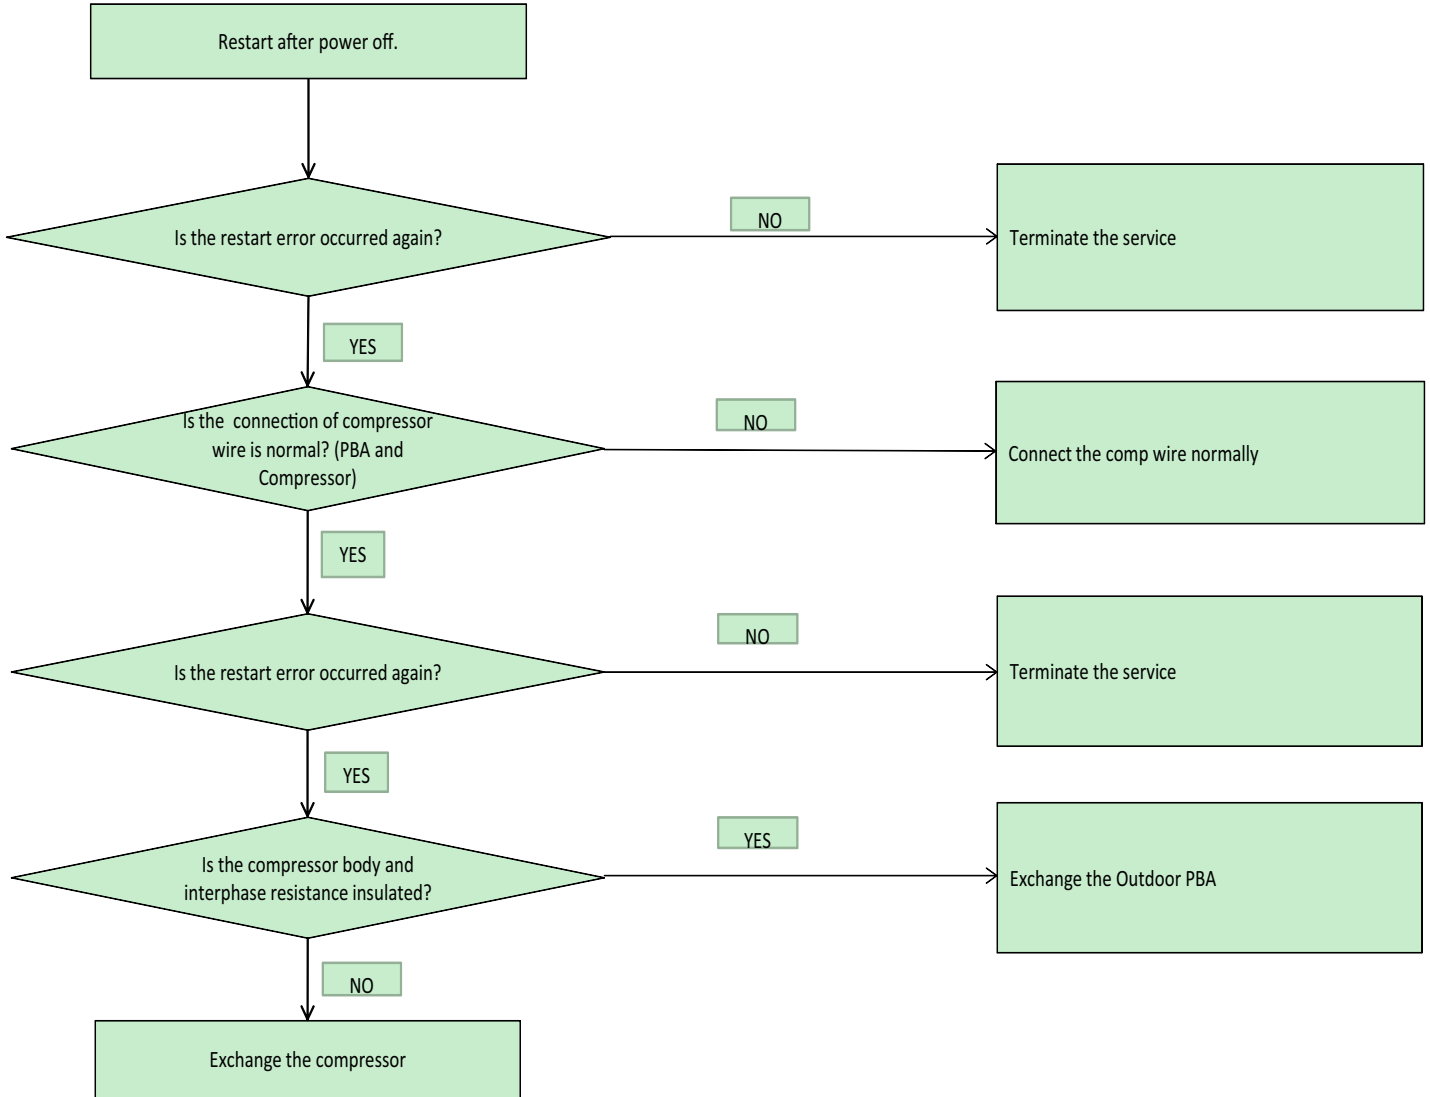 Restart after power off.
Is the restart error occurred again?
NO
Terminate the service
YES
Is the  connection of compressor
wire is normal? (PBA and
Compressor)
NO
Connect the comp wire normally
YES
Is the restart error occurred again?
NO
Terminate the service
YES
Is the compressor body and
interphase resistance insulated?
YES
Exchange the Outdoor PBA
NO
Exchange the compressor